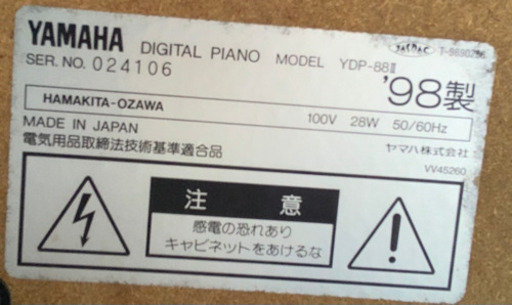 YAMAHA DIGITAL PIANO MODEL YDP-88II
SER. NO. 024106
'98製
HAMAKITA-OZAWA
100V 28W 50/60Hz
MADE IN JAPAN
ヤマハ株式会社
電気用品取締法技術基準適合品
VV45260
注意
感電の恐れあり
キャビネットをあけるな